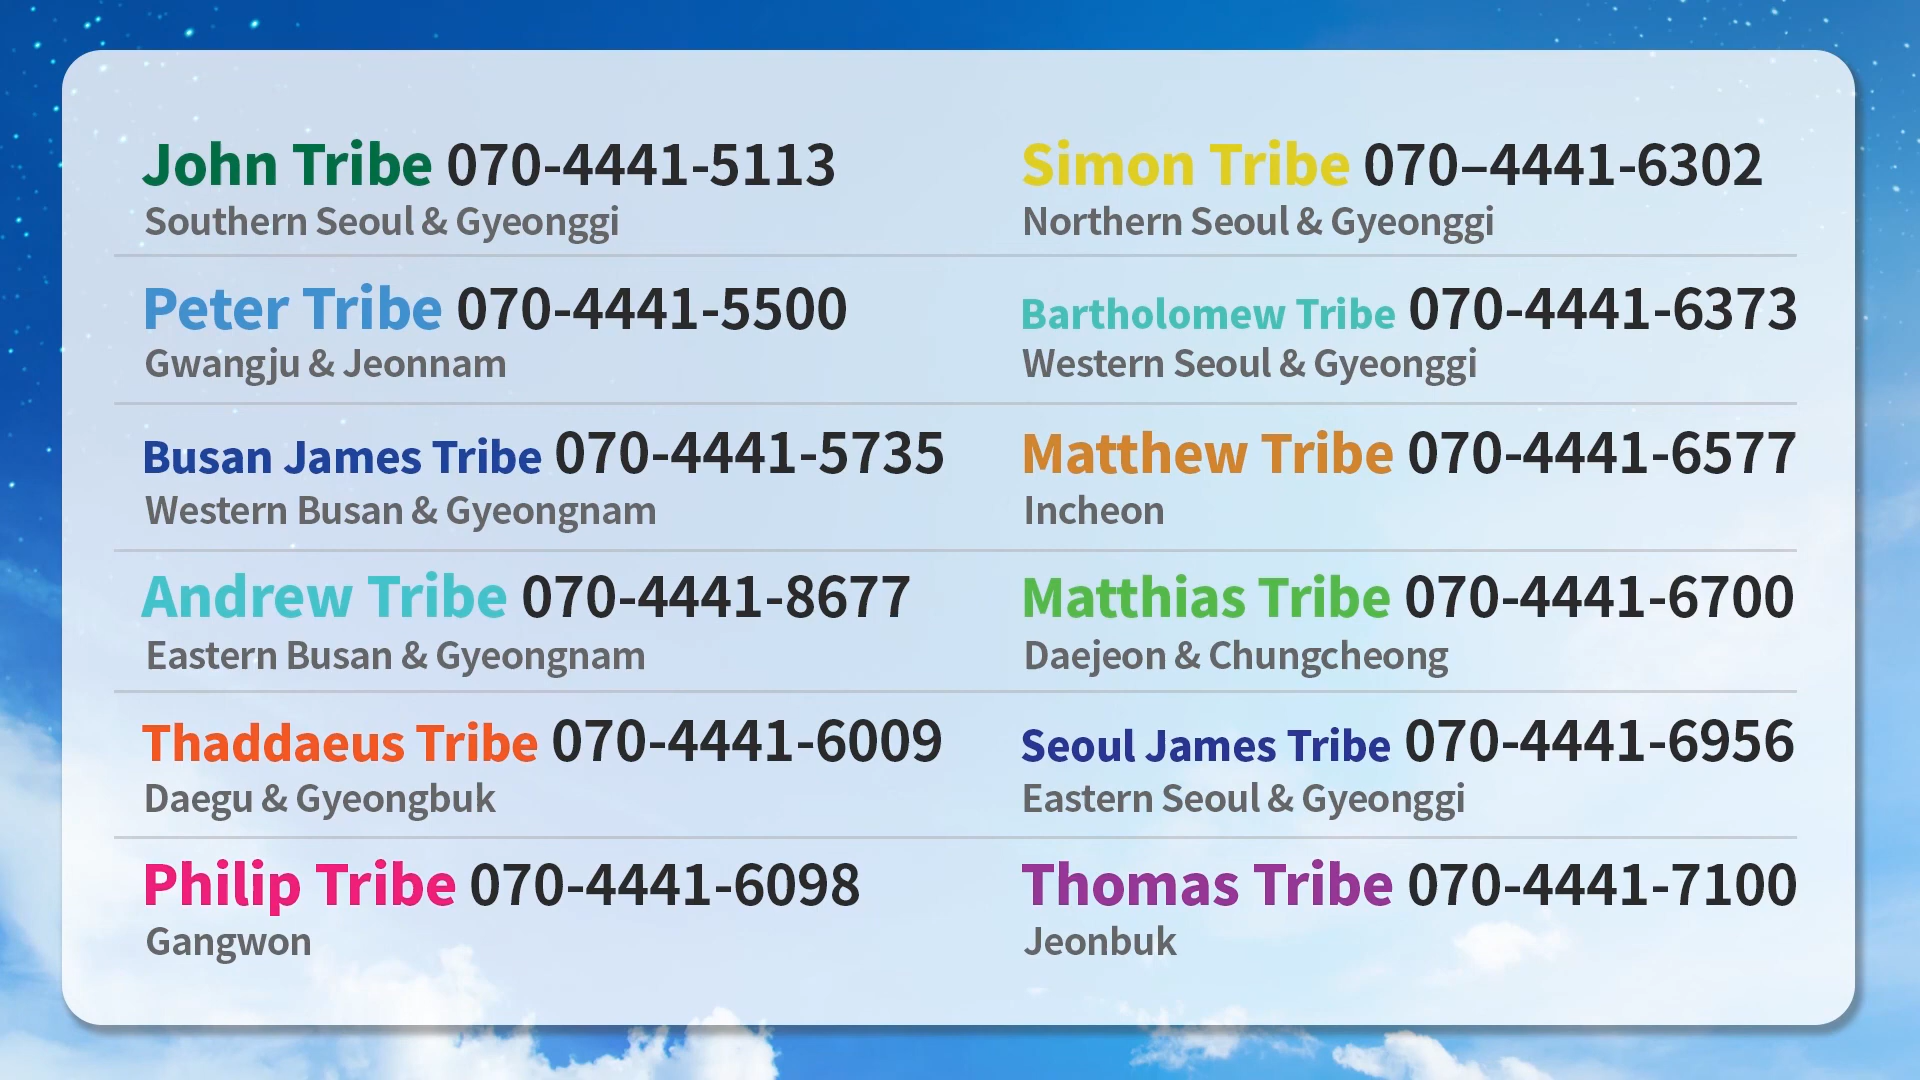 John Tribe 070-4441-5113
Southern Seoul & Gyeonggi
Peter Tribe 070-4441-5500
Gwangju & Jeonnam
Busan James Tribe 070-4441-5735
Western Busan & Gyeongnam
Andrew Tribe 070-4441-8677
Eastern Busan & Gyeongnam
Thaddaeus Tribe 070-4441-6009
Daegu & Gyeongbuk
Philip Tribe 070-4441-6098
Gangwon
Simon Tribe 070–4441-6302
Northern Seoul & Gyeonggi
Bartholomew Tribe 070-4441-6373
Western Seoul & Gyeonggi
Matthew Tribe 070-4441-6577
Incheon
Matthias Tribe 070-4441-6700
Daejeon & Chungcheong
Seoul James Tribe 070-4441-6956
Eastern Seoul & Gyeonggi
Thomas Tribe 070-4441-7100
Jeonbuk